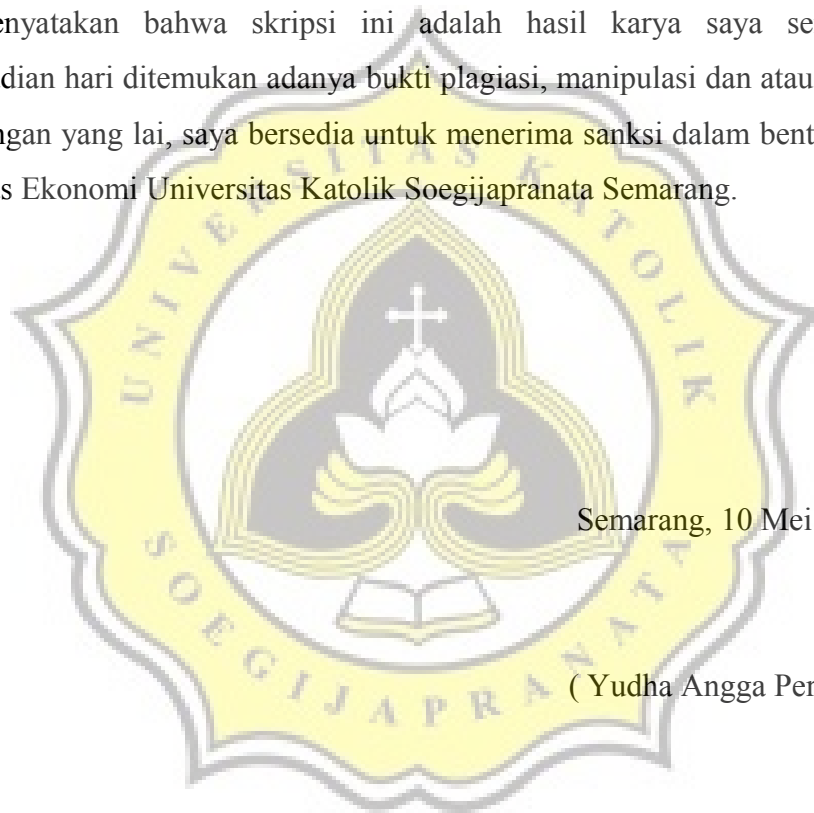 enyatakan bahwa skripsi ini adalah hasil karya saya se
dian hari ditemukan adanya bukti plagiasi, manipulasi dan atau
ngan yang lai, saya bersedia untuk menerima sanksi dalam bent
s Ekonomi Universitas Katolik Soegijapranata Semarang.
UNIVERSITAS KATOLIK
Semarang, 10 Mei
( Yudha Angga Per
SOEGIJAPRANATA